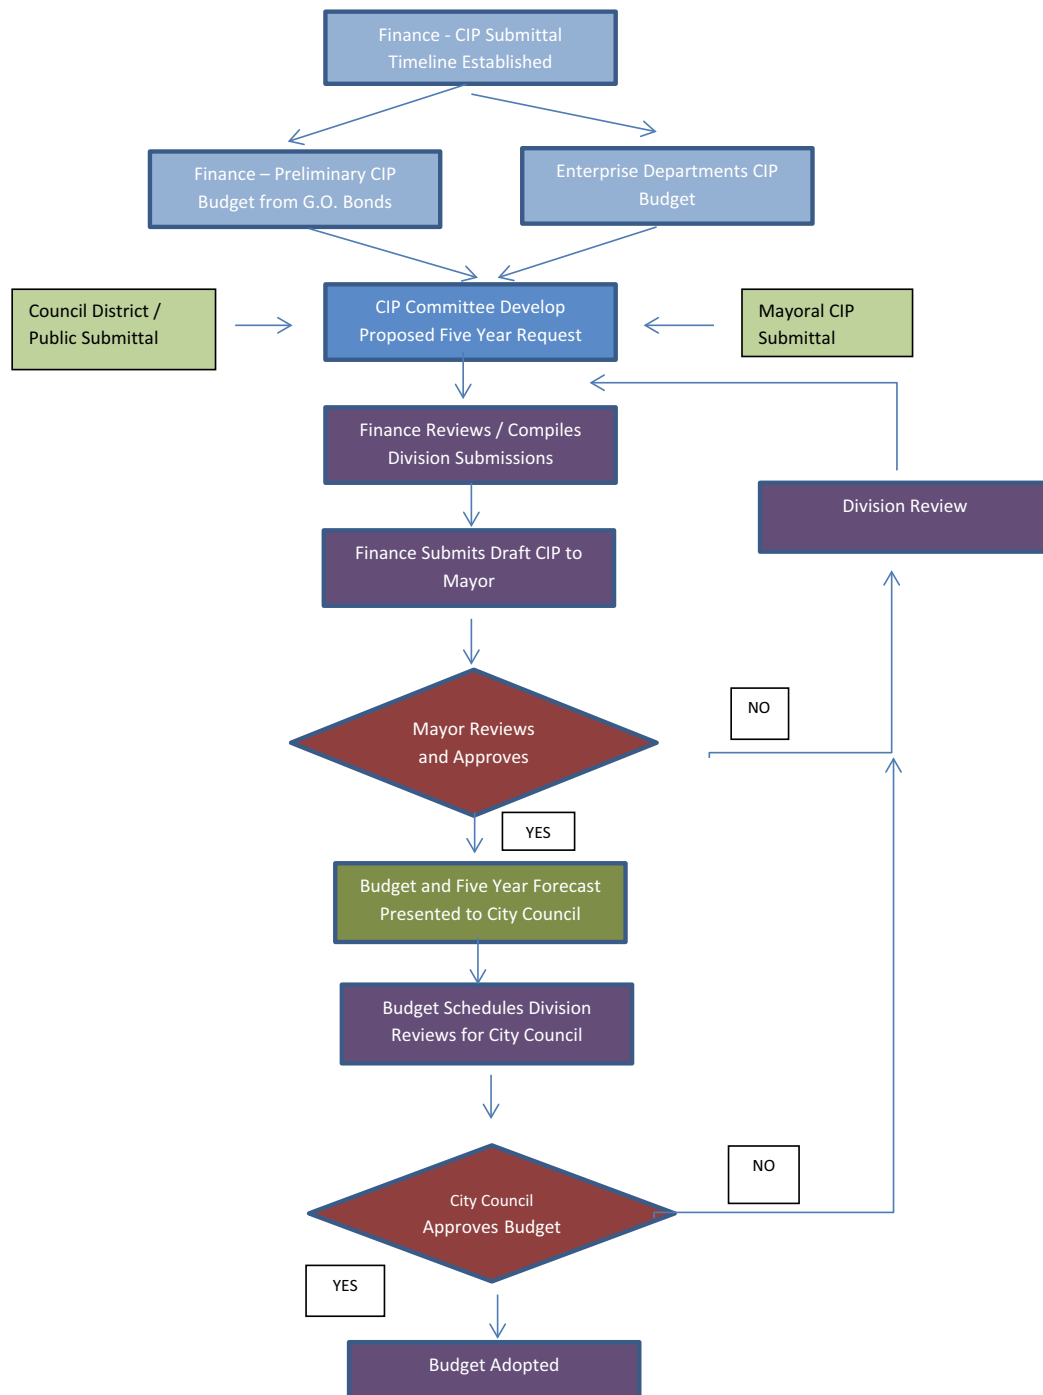 Finance - CIP Submittal
Timeline Established
Finance – Preliminary CIP
Budget from G.O. Bonds
Enterprise Departments CIP
Budget
Council District /
Public Submittal
CIP Committee Develop
Proposed Five Year Request
Mayoral CIP
Submittal
Finance Reviews / Compiles
Division Submissions
Division Review
Finance Submits Draft CIP to
Mayor
Mayor Reviews
and Approves
NO
YES
Budget and Five Year Forecast
Presented to City Council
Budget Schedules Division
Reviews for City Council
City Council
Approves Budget
NO
YES
Budget Adopted